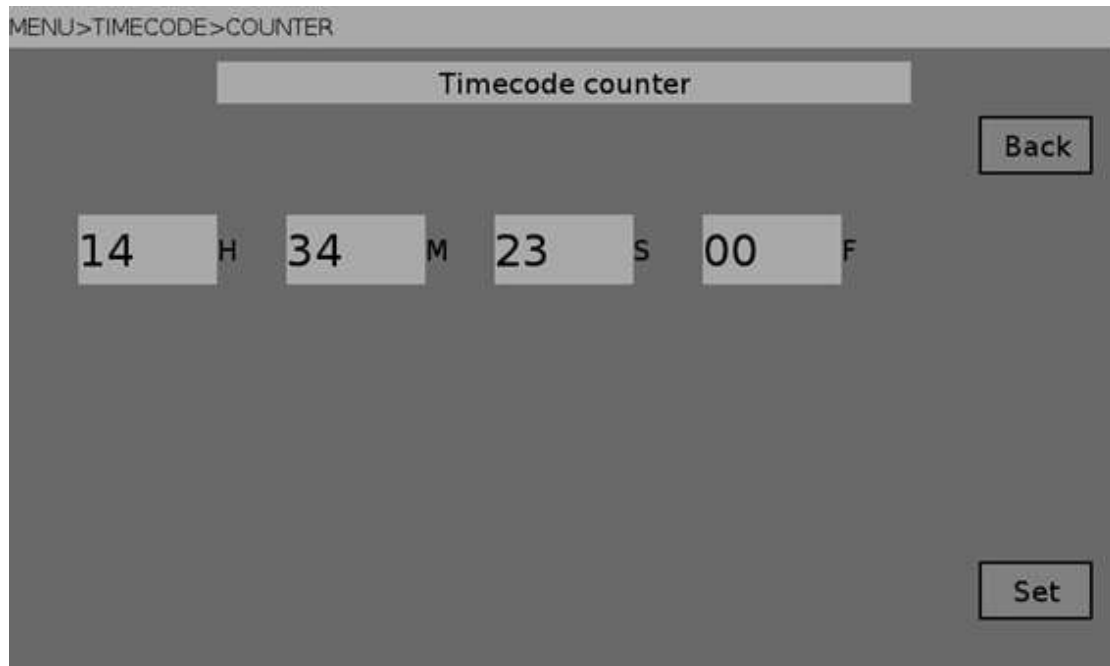 MENU>TIMECODE>COUNTER
Timecode counter
Back
14 H 34 M 23 S 00 F
Set